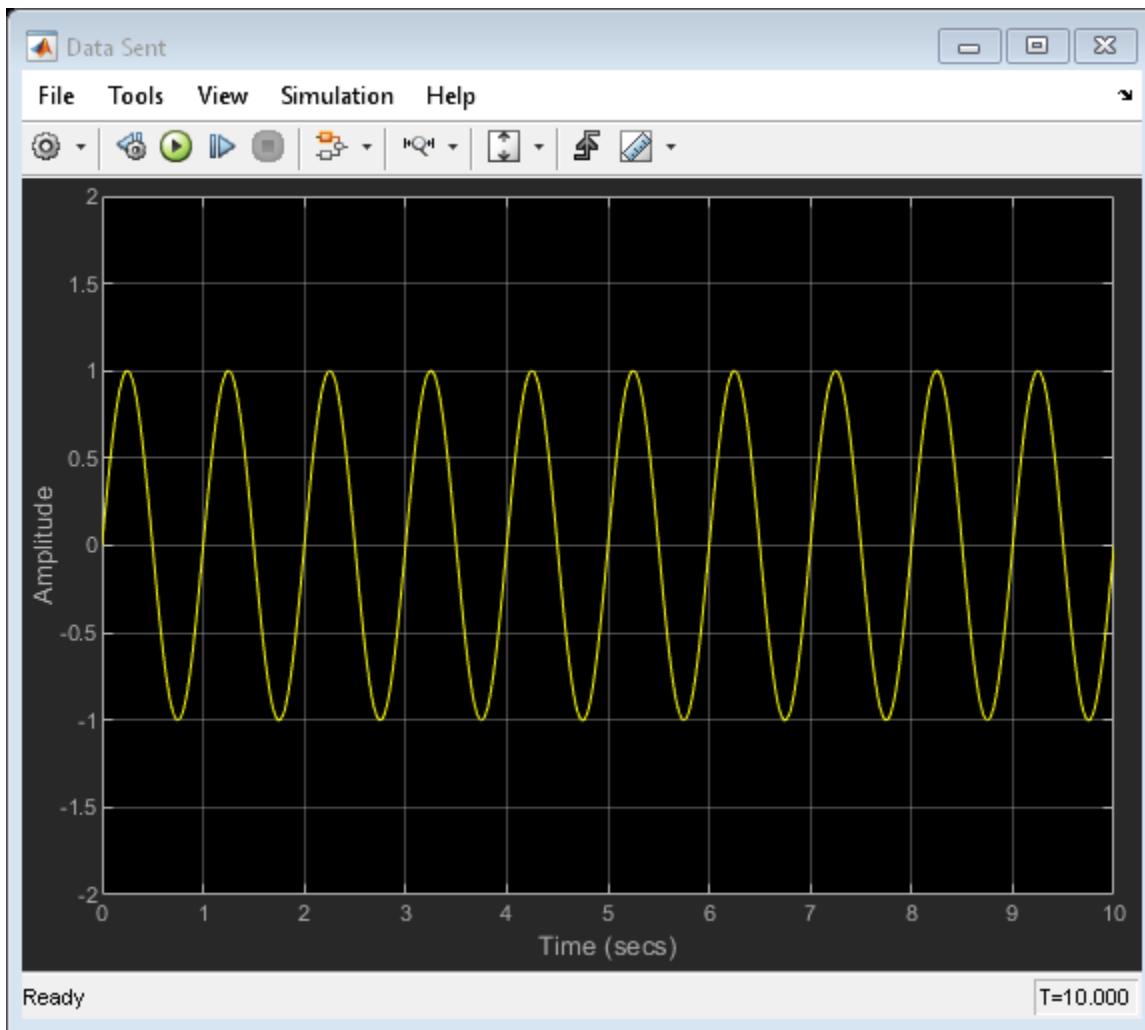 Data Sent
File Tools View Simulation Help
2
1.5
1
0.5
0
-0.5
-1
-1.5
-2
Amplitude
0 1 2 3 4 5 6 7 8 9 10
Time (secs)
Ready T=10.000